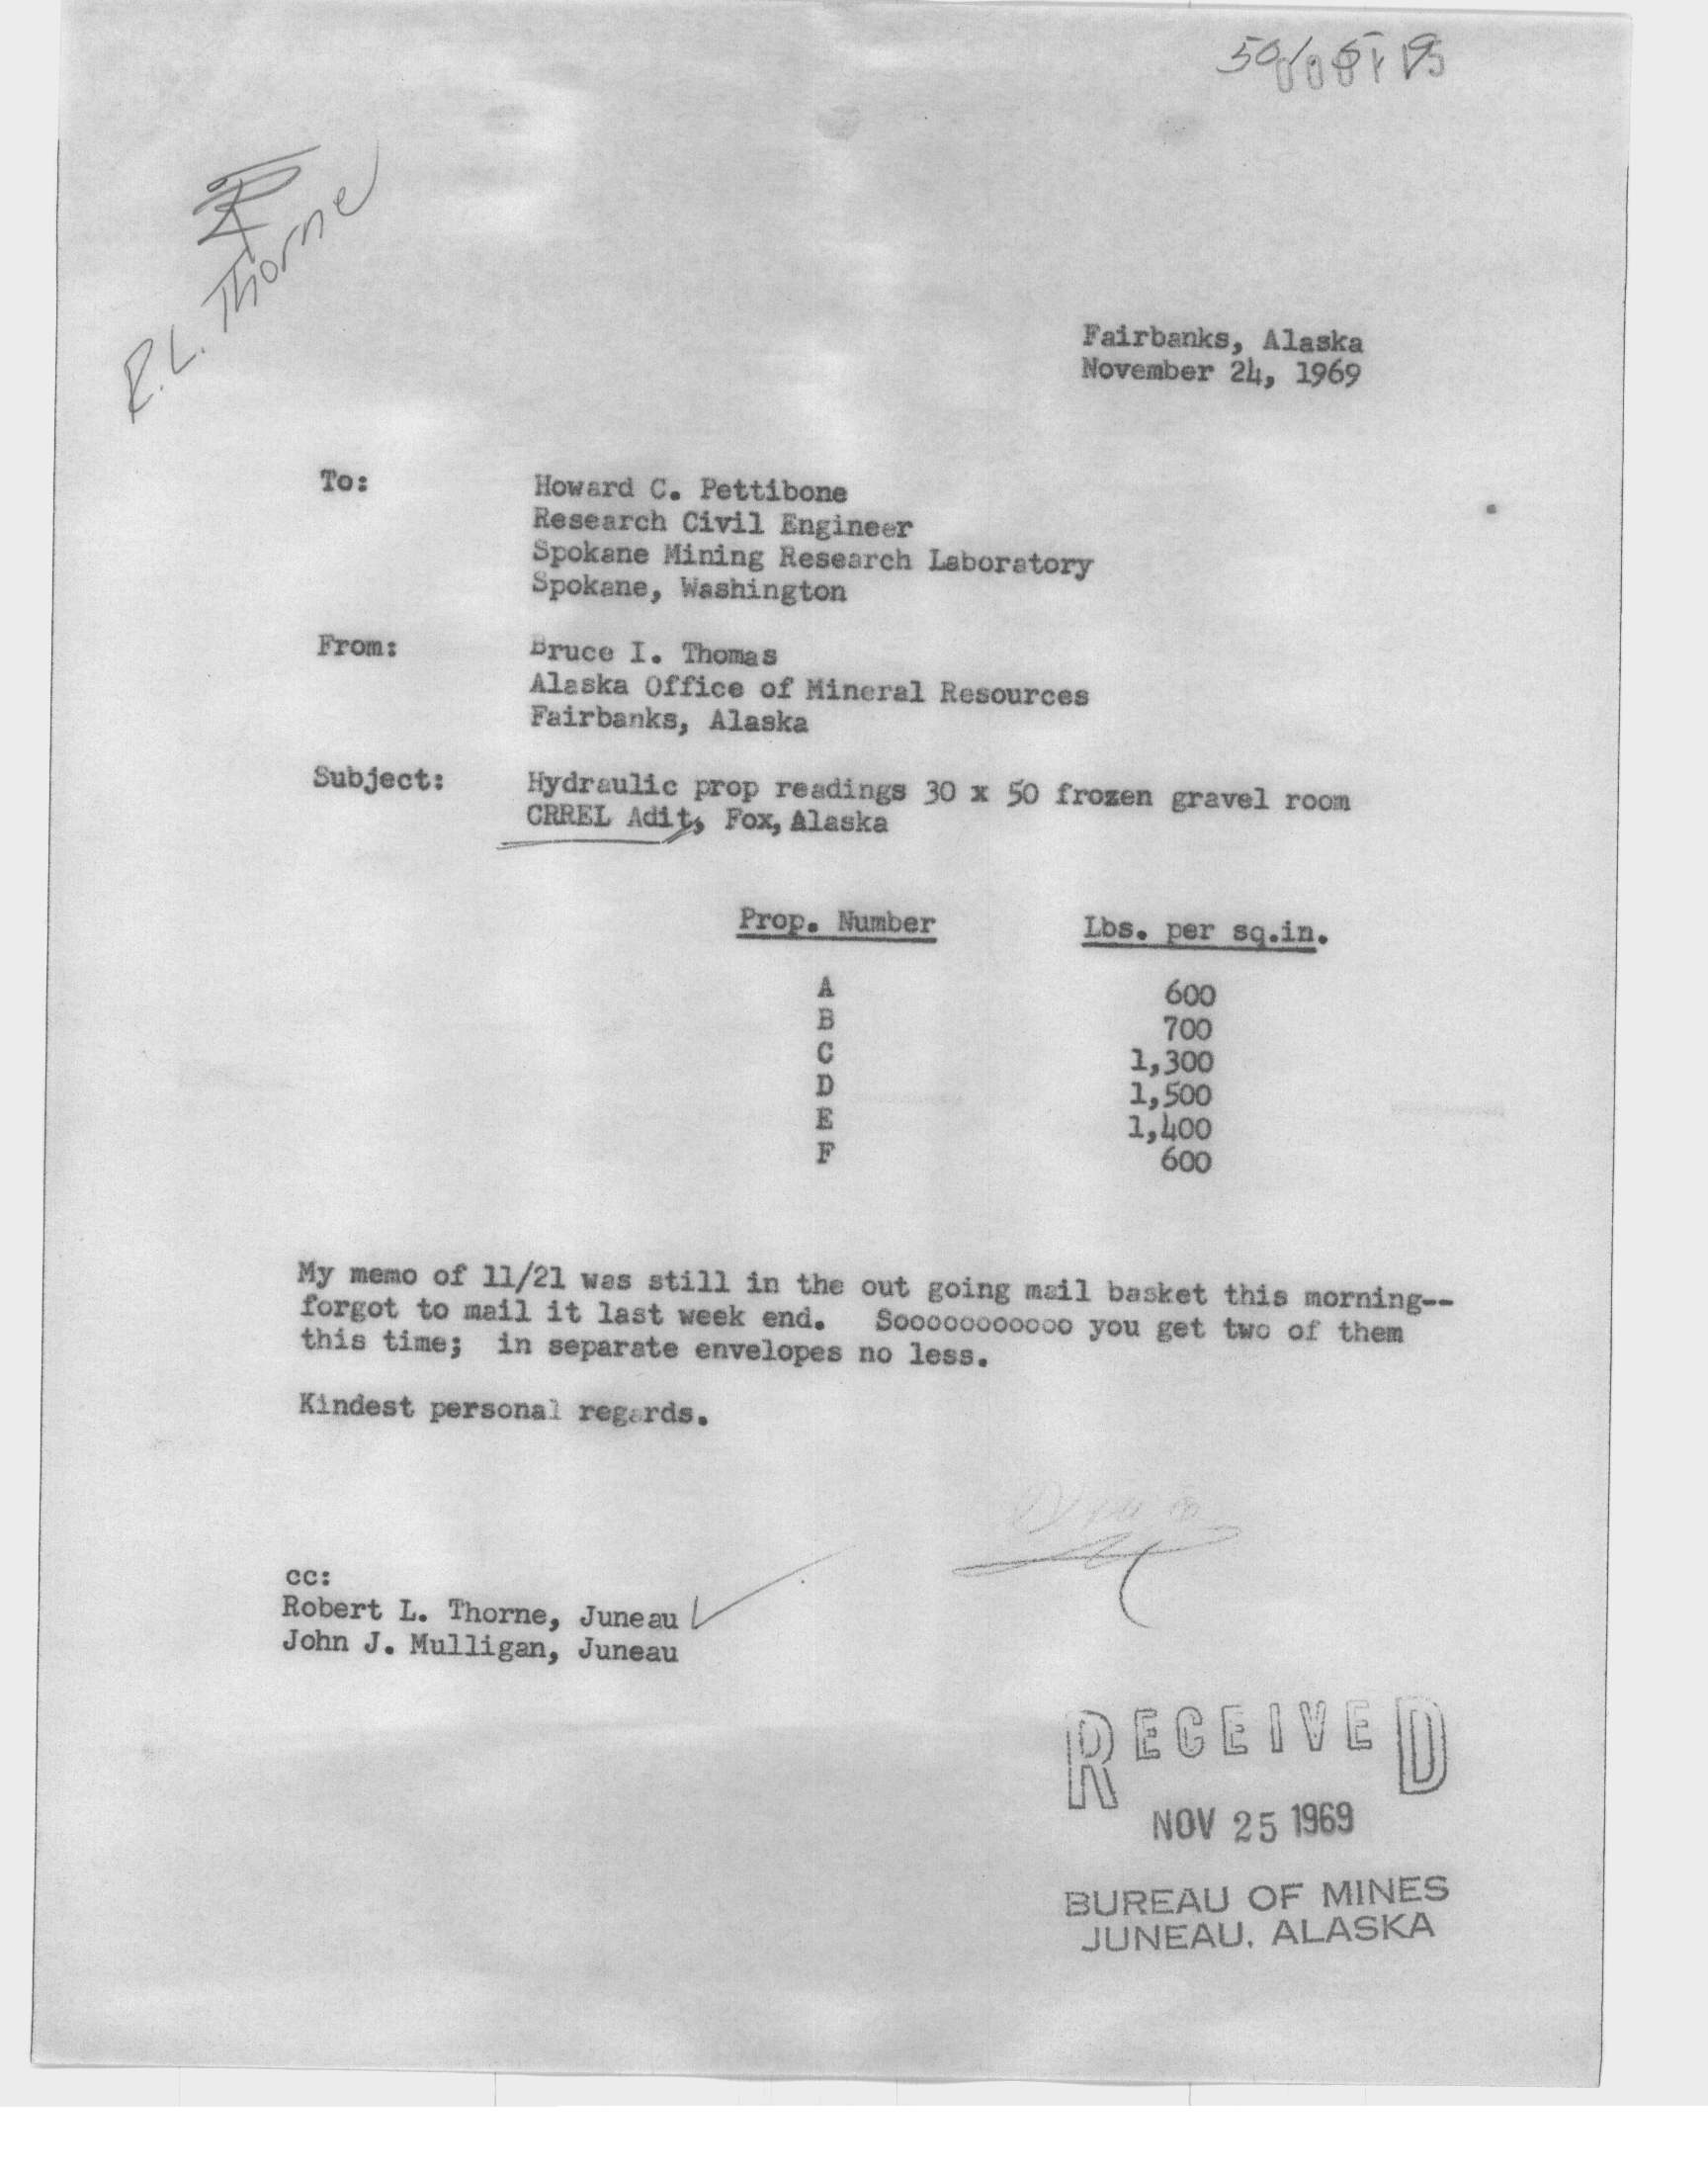 R.L. Thorne
Fairbanks, Alaska
November 24, 1969
To: Howard C. Pettibone
Research Civil Engineer
Spokane Mining Research Laboratory
Spokane, Washington
From: Bruce I. Thomas
Alaska Office of Mineral Resources
Fairbanks, Alaska
Subject: Hydraulic prop readings 30 x 50 frozen gravel room
CRREL Adit, Fox, Alaska
Prop. Number Lbs. per sq.in.
A 600
B 700
C 1,300
D 1,500
E 1,400
F 600
My memo of 11/21 was still in the out going mail basket this morning--
forgot to mail it last week end. Sooooooooooo you get two of them
this time; in separate envelopes no less.
Kindest personal regards.
cc:
Robert L. Thorne, Juneau
John J. Mulligan, Juneau
RECEIVED
NOV 25 1969
BUREAU OF MINES
JUNEAU, ALASKA